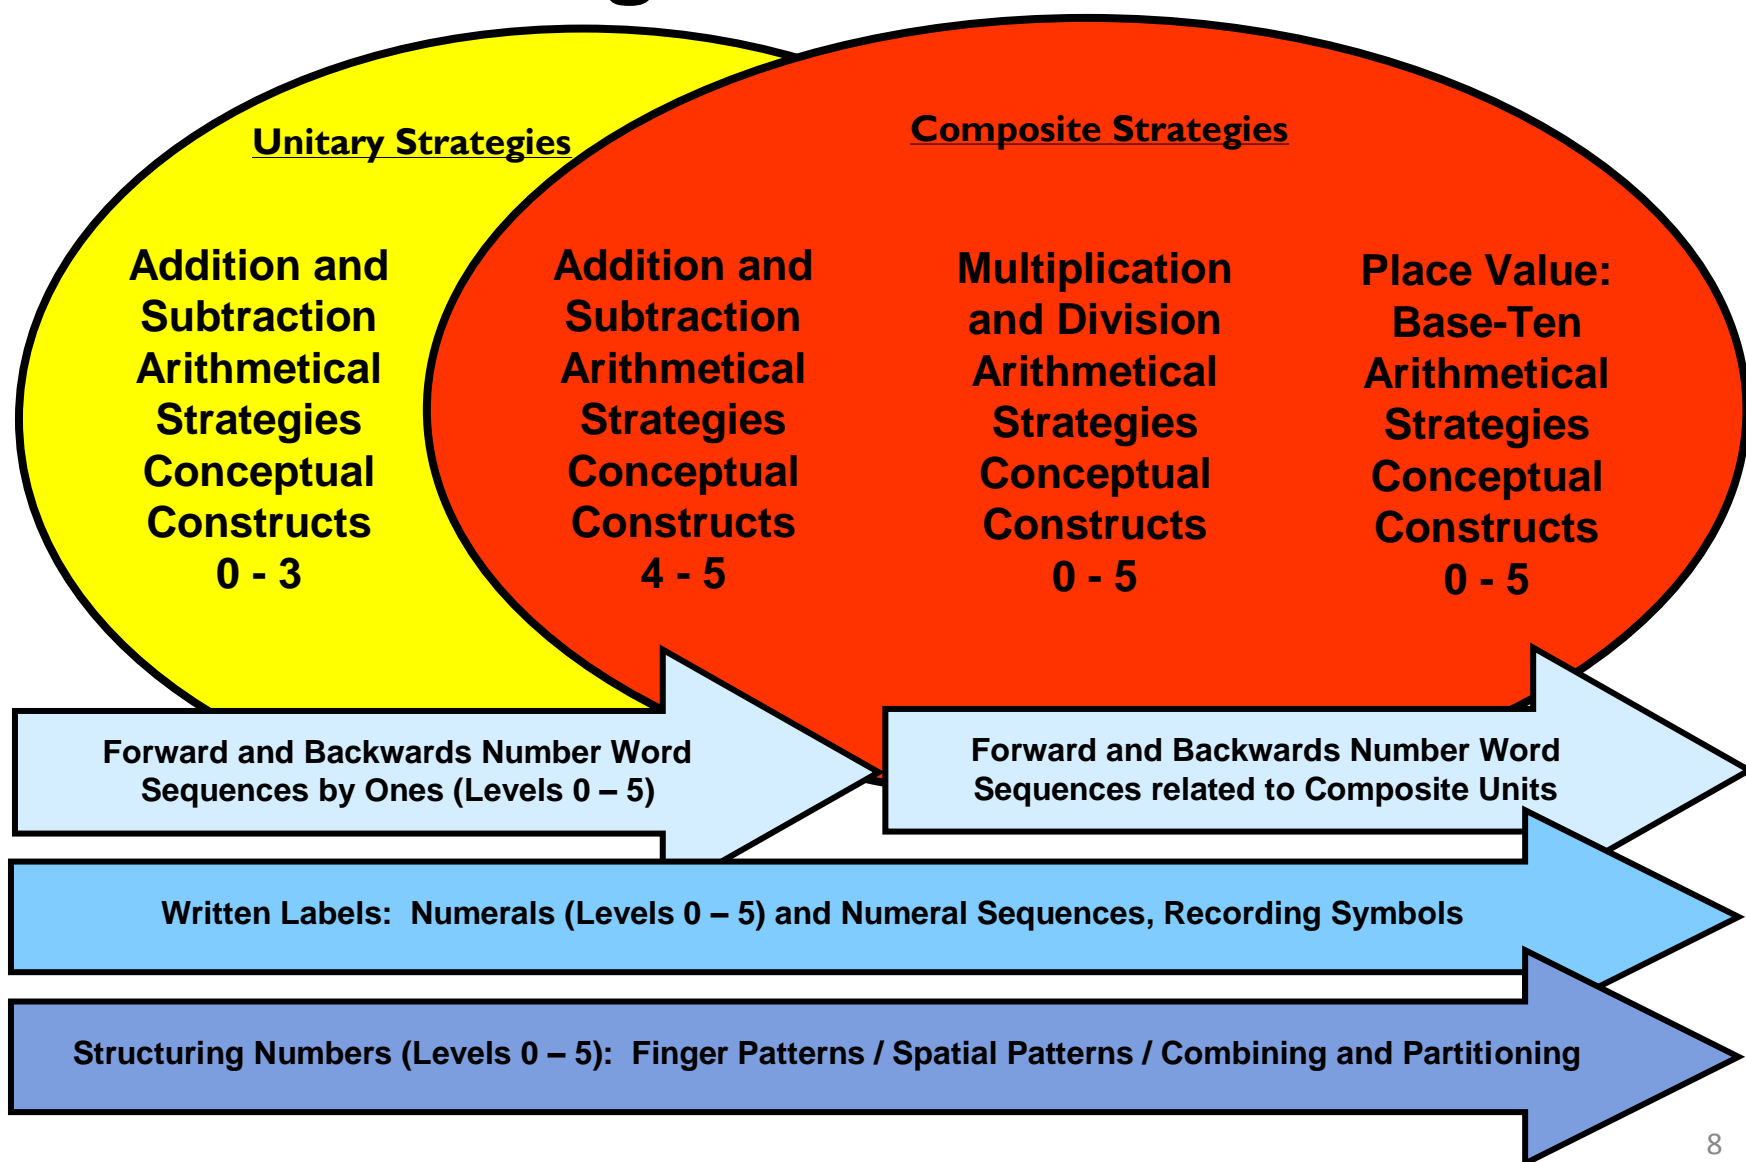 Unitary Strategies
Composite Strategies
Addition and
Subtraction
Arithmetical
Strategies
Conceptual
Constructs
0 - 3
Addition and
Subtraction
Arithmetical
Strategies
Conceptual
Constructs
4 - 5
Multiplication
and Division
Arithmetical
Strategies
Conceptual
Constructs
0 - 5
Place Value:
Base-Ten
Arithmetical
Strategies
Conceptual
Constructs
0 - 5
Forward and Backwards Number Word
Sequences by Ones (Levels 0 – 5)
Forward and Backwards Number Word
Sequences related to Composite Units
Written Labels:  Numerals (Levels 0 – 5) and Numeral Sequences, Recording Symbols
Structuring Numbers (Levels 0 – 5):  Finger Patterns / Spatial Patterns / Combining and Partitioning
8